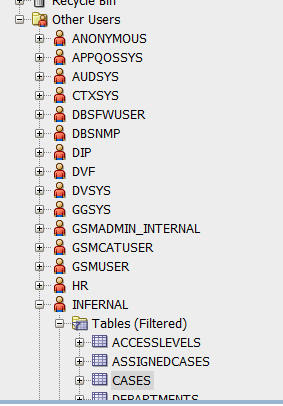 Recycle Bin
Other Users
ANONYMOUS
APPQOSSYS
AUDSYS
CTXSYS
DBSFWUSER
DBSNMP
DIP
DVF
DVSYS
GGSYS
GSMADMIN_INTERNAL
GSMCATUSER
GSMUSER
HR
INFERNAL
Tables (Filtered)
ACCESSLEVELS
ASSIGNEDCASES
CASES
DEPARTMENTS